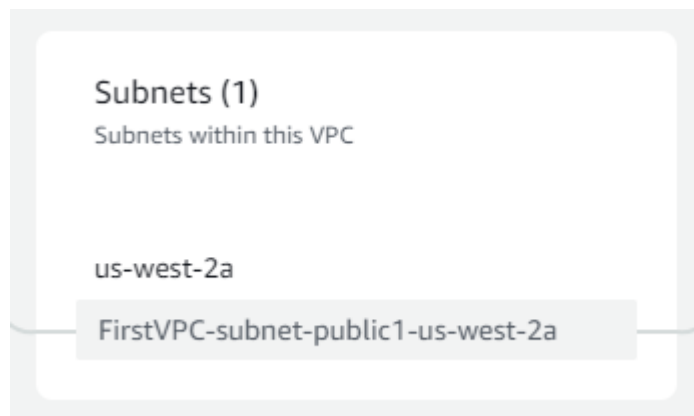 Subnets (1)
Subnets within this VPC
us-west-2a
FirstVPC-subnet-public1-us-west-2a